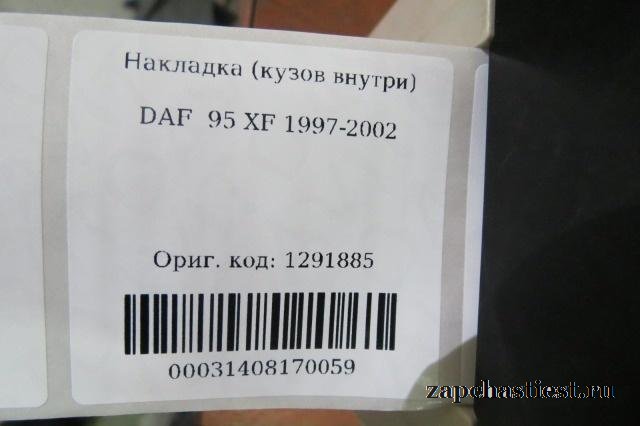 Накладка (кузов внутри)
DAF 95 XF 1997-2002
Ориг. код: 1291885
00031408170059
zapchastiest.ru